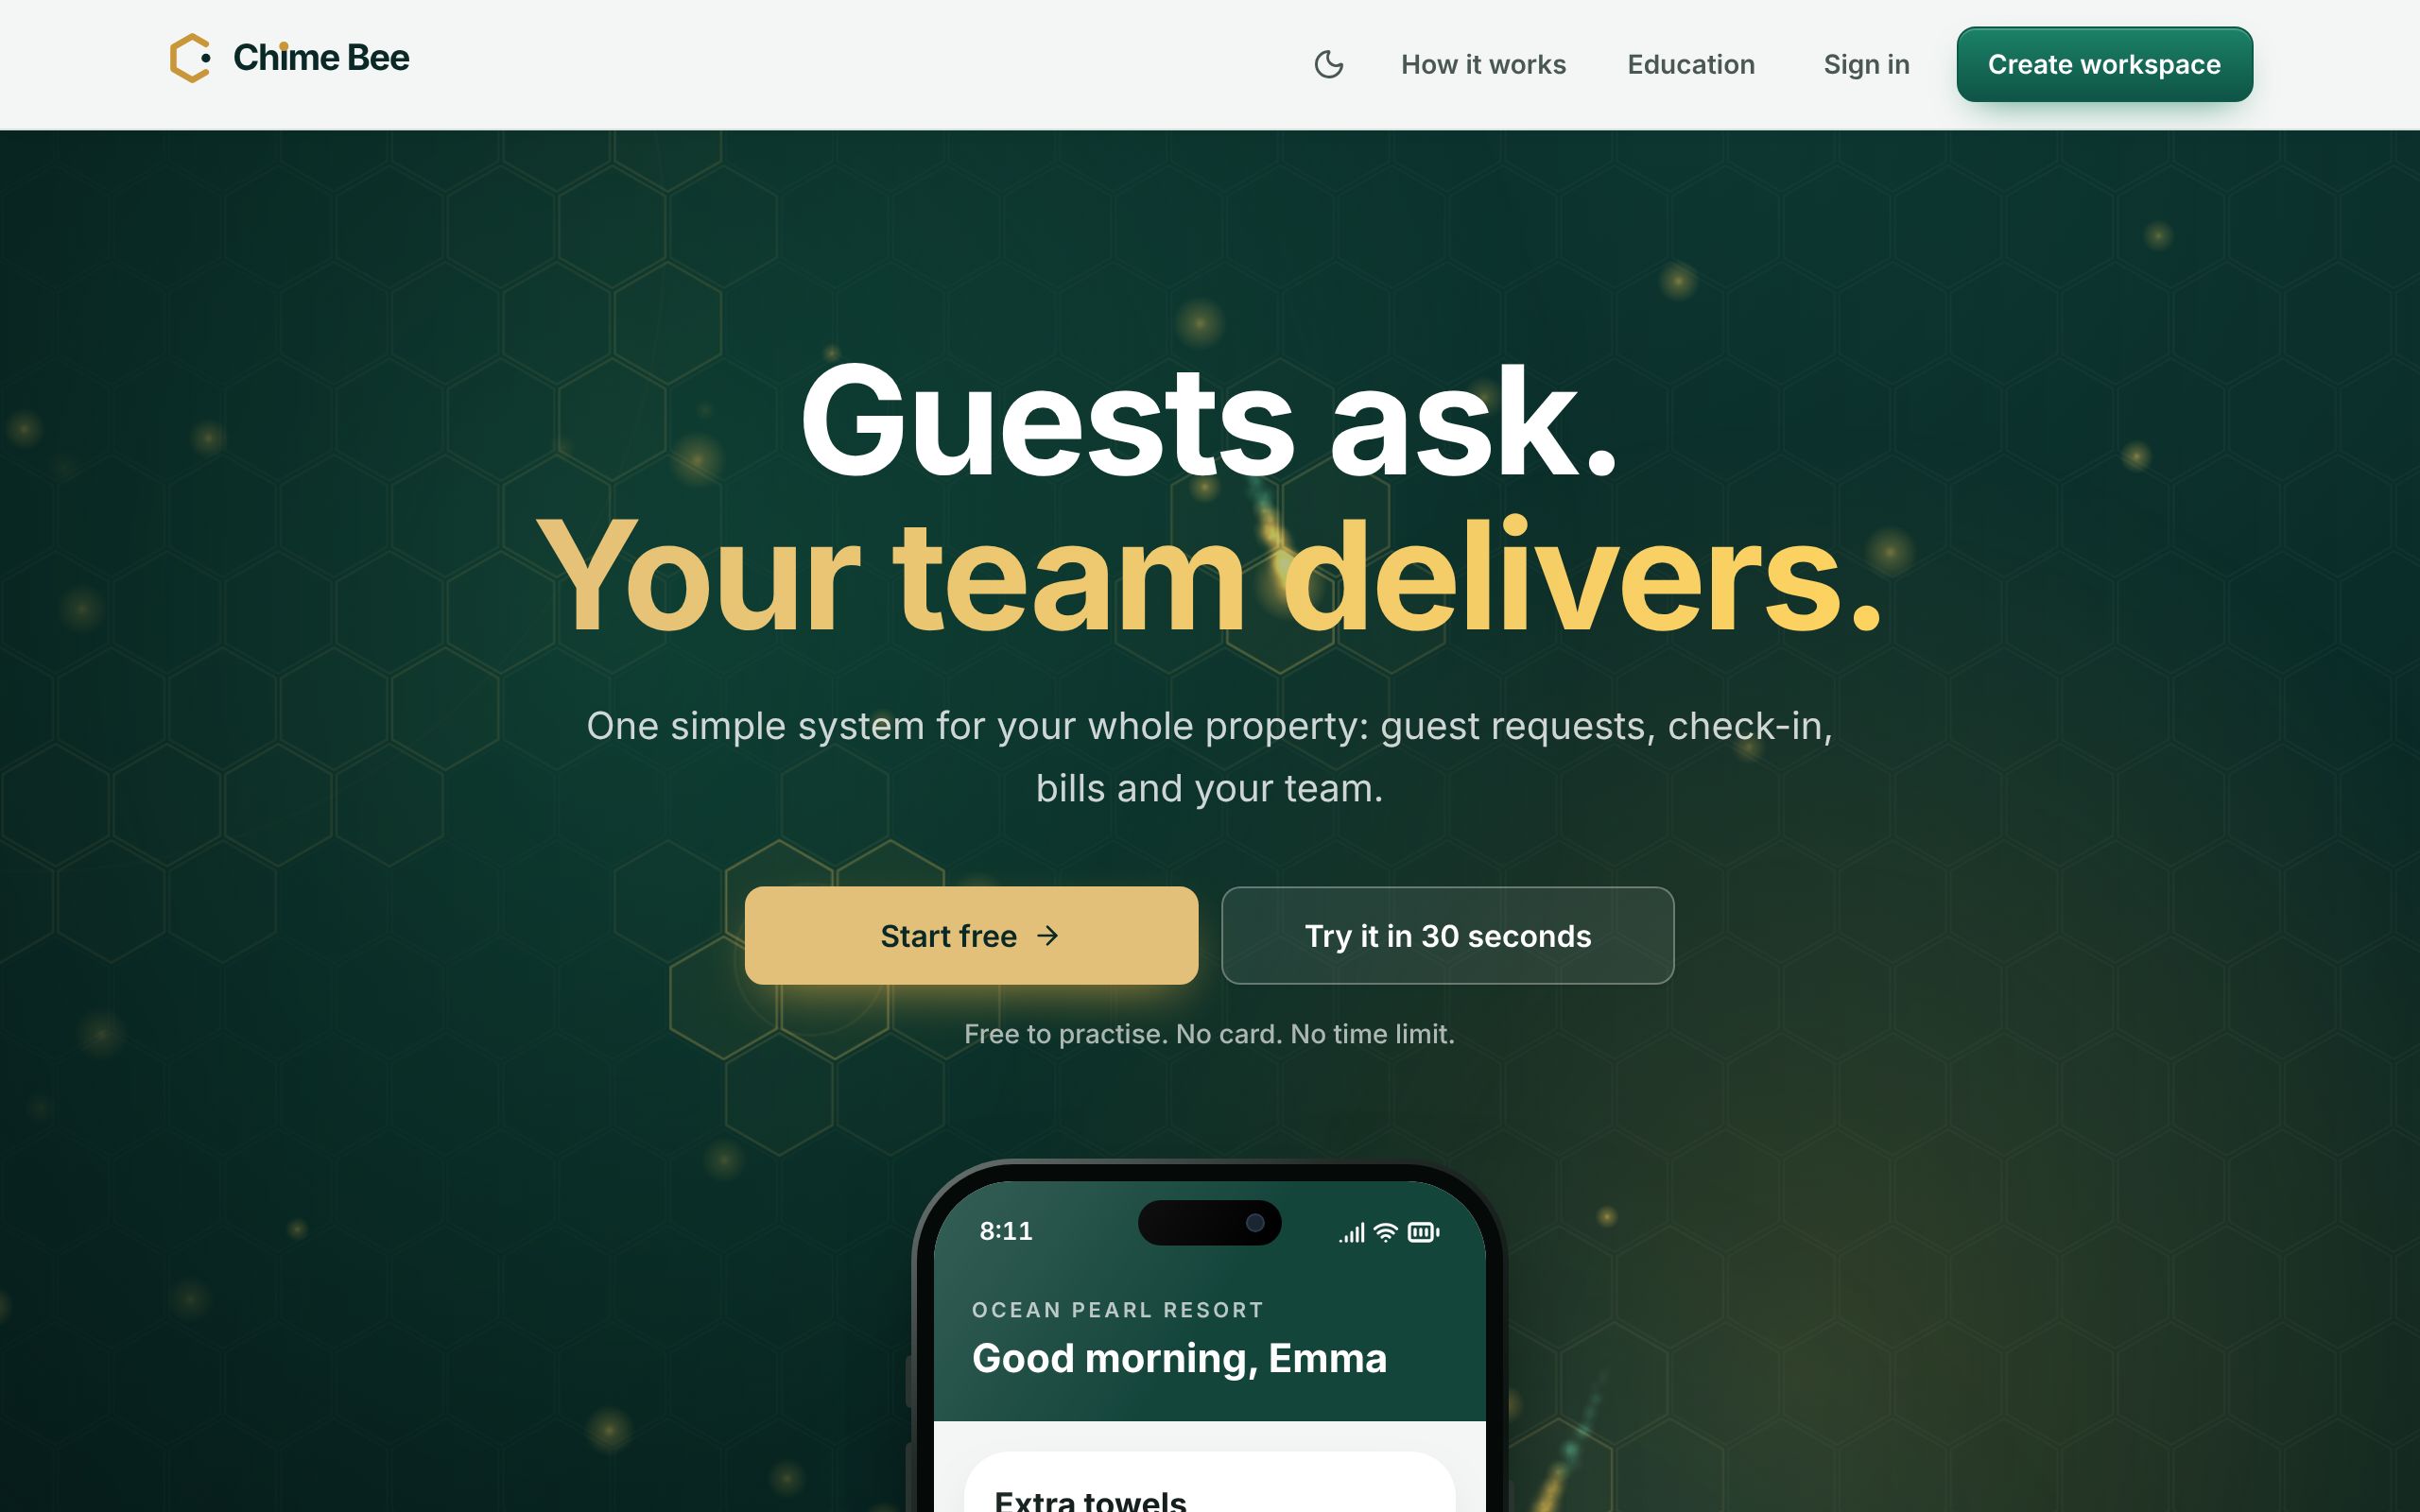 Chime Bee
How it works
Education
Sign in
Create workspace
Guests ask.
Your team delivers.
One simple system for your whole property: guest requests, check-in,
bills and your team.
Start free →
Try it in 30 seconds
Free to practise. No card. No time limit.
8:11
OCEAN PEARL RESORT
Good morning, Emma
Extra towels